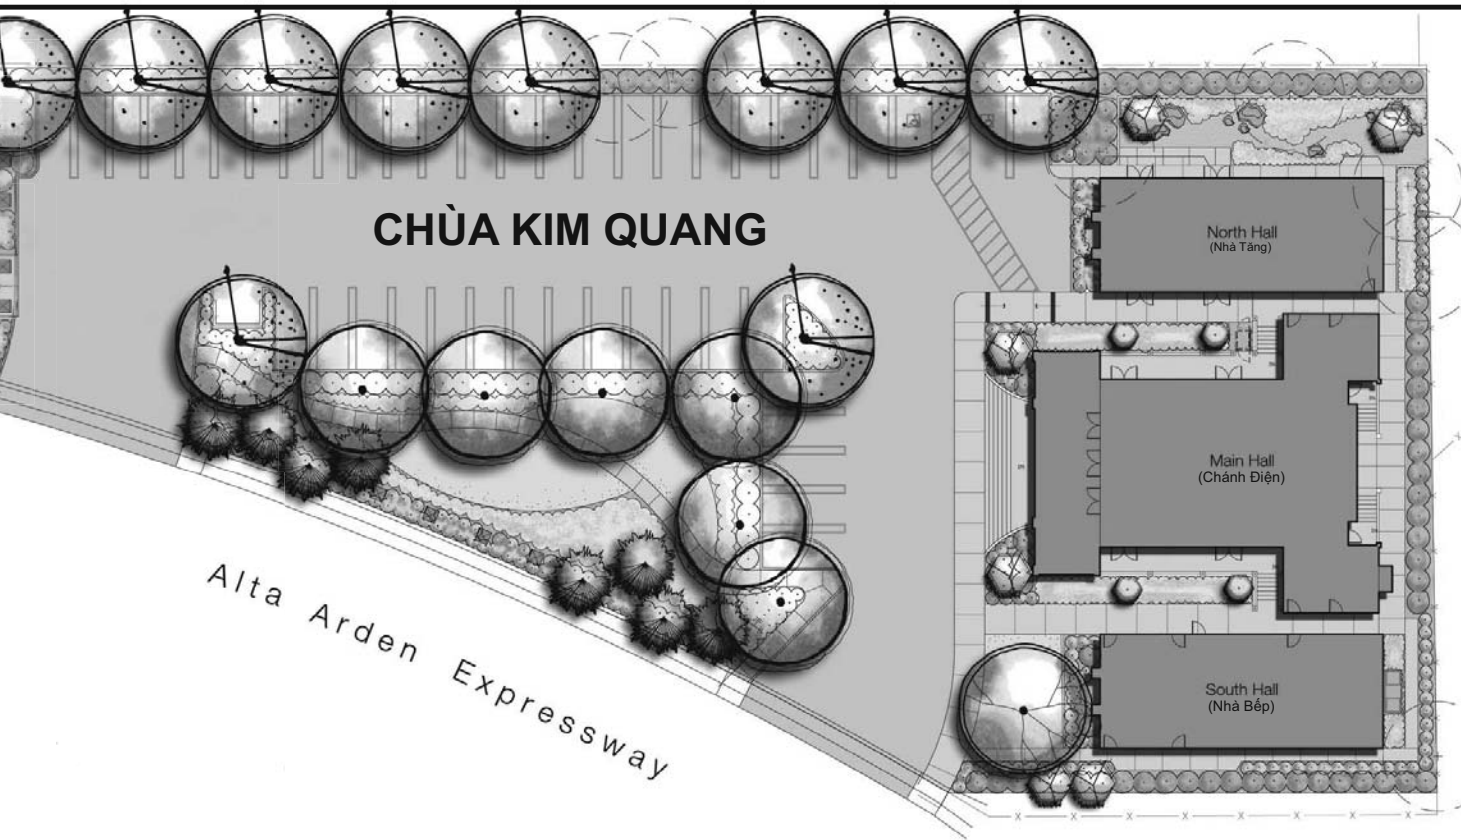 CHÙA KIM QUANG
North Hall
(Nhà Tăng)
Main Hall
(Chánh Điện)
Alta Arden Expressway
South Hall
(Nhà Bếp)